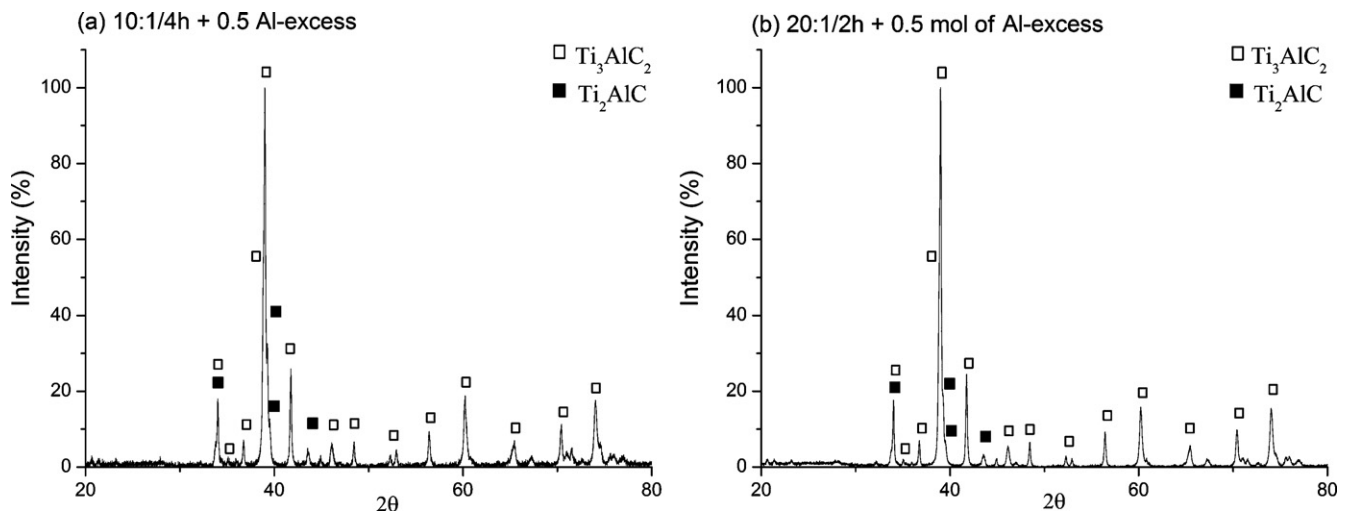 (a) 10:1/4h + 0.5 Al-excess
□ Ti₃AlC₂
■ Ti₂AlC
100
80
60
40
20
0
Intensity (%)
20 40 60 80
2θ
(b) 20:1/2h + 0.5 mol of Al-excess
□ Ti₃AlC₂
■ Ti₂AlC
100
80
60
40
20
0
Intensity (%)
20 40 60 80
2θ